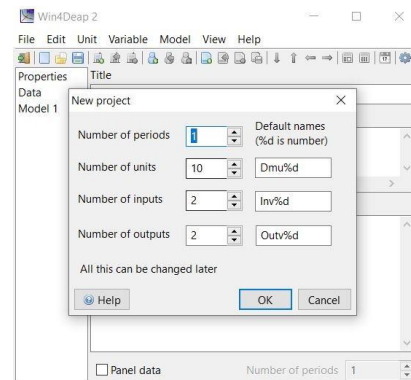 Win4Deap 2
File Edit Unit Variable Model View Help
Properties
Data
Model 1
Title
New project
Default names
(%d is number)
Number of periods 1
Number of units 10 Dmu%d
Number of inputs 2 Inv%d
Number of outputs 2 Outv%d
All this can be changed later
Help OK Cancel
Panel data Number of periods 1